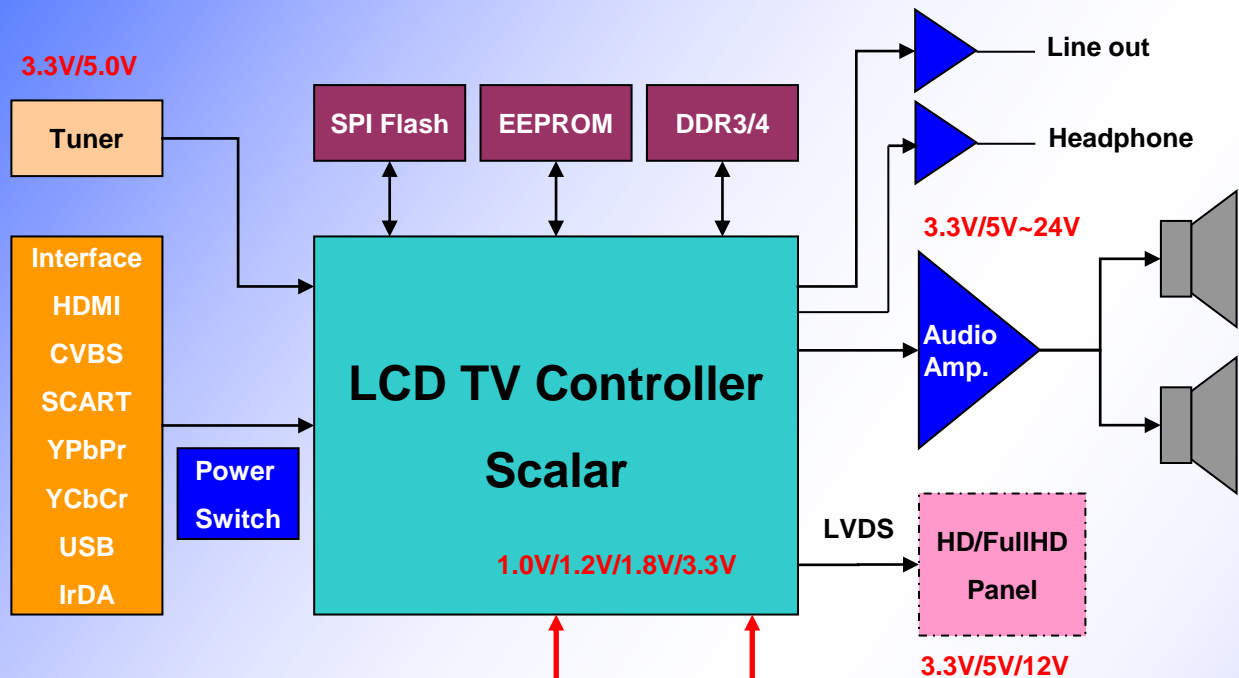 3.3V/5.0V
Tuner
SPI Flash
EEPROM
DDR3/4
Line out
Headphone
Interface
HDMI
CVBS
SCART
YPbPr
YCbCr
USB
IrDA
Power
Switch
LCD TV Controller
Scalar
1.0V/1.2V/1.8V/3.3V
3.3V/5V~24V
Audio
Amp.
LVDS
HD/FullHD
Panel
3.3V/5V/12V